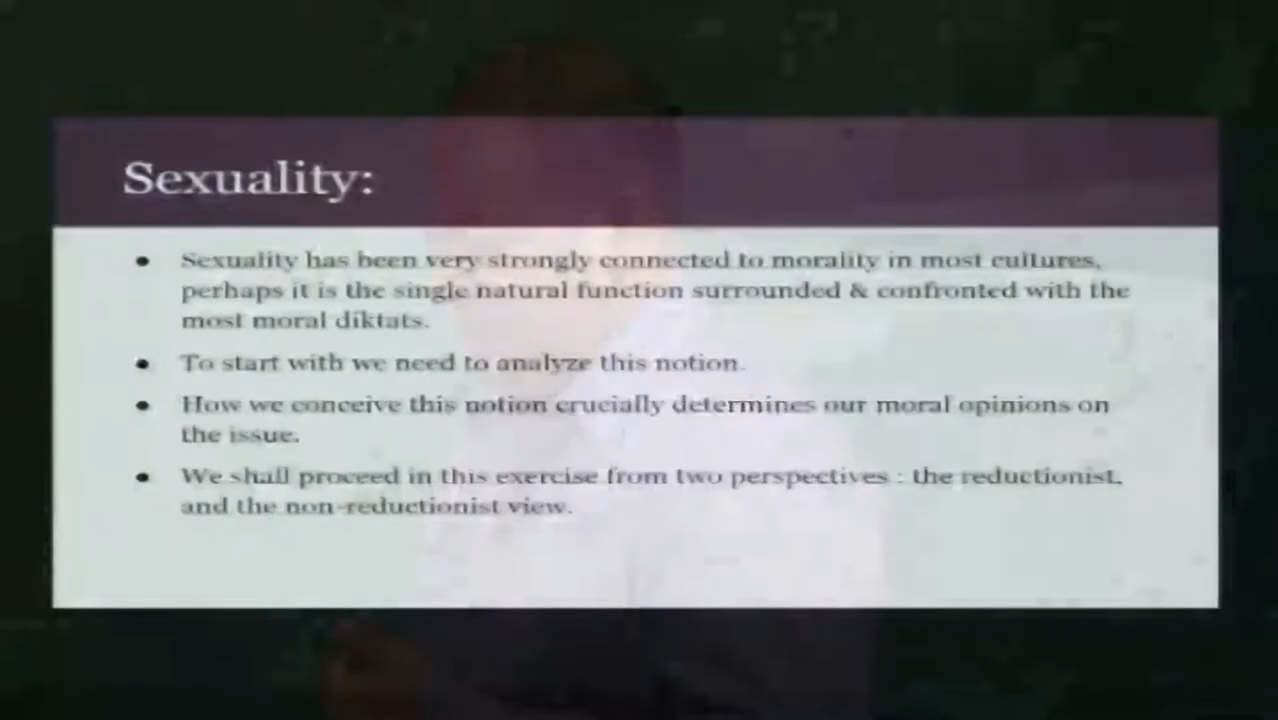 Sexuality:
• Sexuality has been very strongly connected to morality in most cultures,
perhaps it is the single natural function surrounded & confronted with the
most moral diktats.
• To start with we need to analyze this notion.
• How we conceive this notion crucially determines our moral opinions on
the issue.
• We shall proceed in this exercise from two perspectives : the reductionist,
and the non-reductionist view.